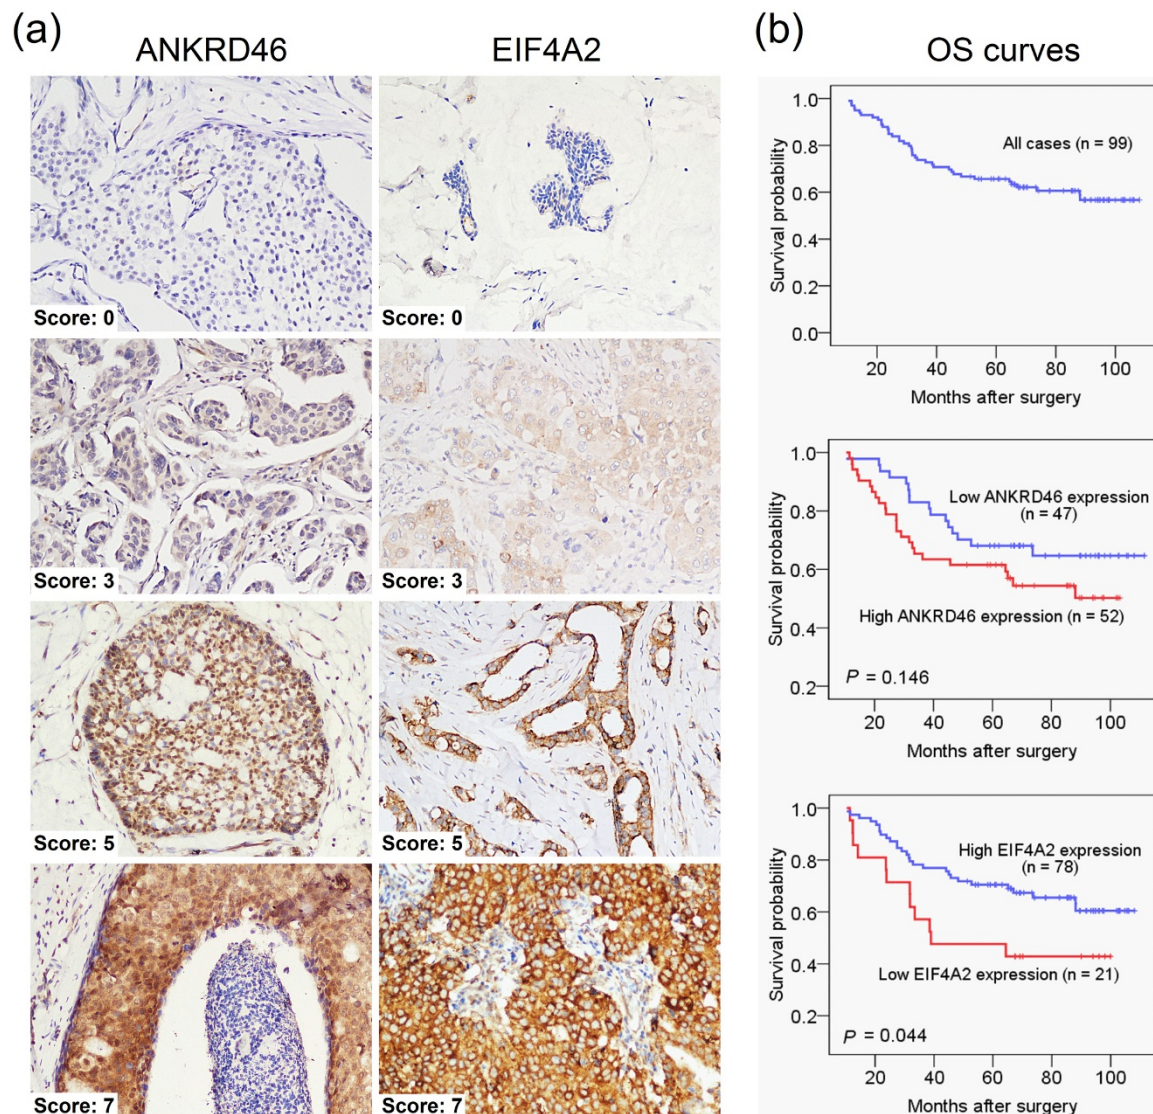 (a)
ANKRD46
EIF4A2
Score: 0
Score: 0
Score: 3
Score: 3
Score: 5
Score: 5
Score: 7
Score: 7
(b)
OS curves
Survival probability
1.0
0.8
0.6
0.4
0.2
0.0
All cases (n = 99)
20 40 60 80 100
Months after surgery
Survival probability
1.0
0.8
0.6
0.4
0.2
Low ANKRD46 expression
(n = 47)
High ANKRD46 expression (n = 52)
P = 0.146
20 40 60 80 100
Months after surgery
Survival probability
1.0
0.8
0.6
0.4
0.2
High EIF4A2 expression
(n = 78)
Low EIF4A2 expression (n = 21)
P = 0.044
20 40 60 80 100
Months after surgery